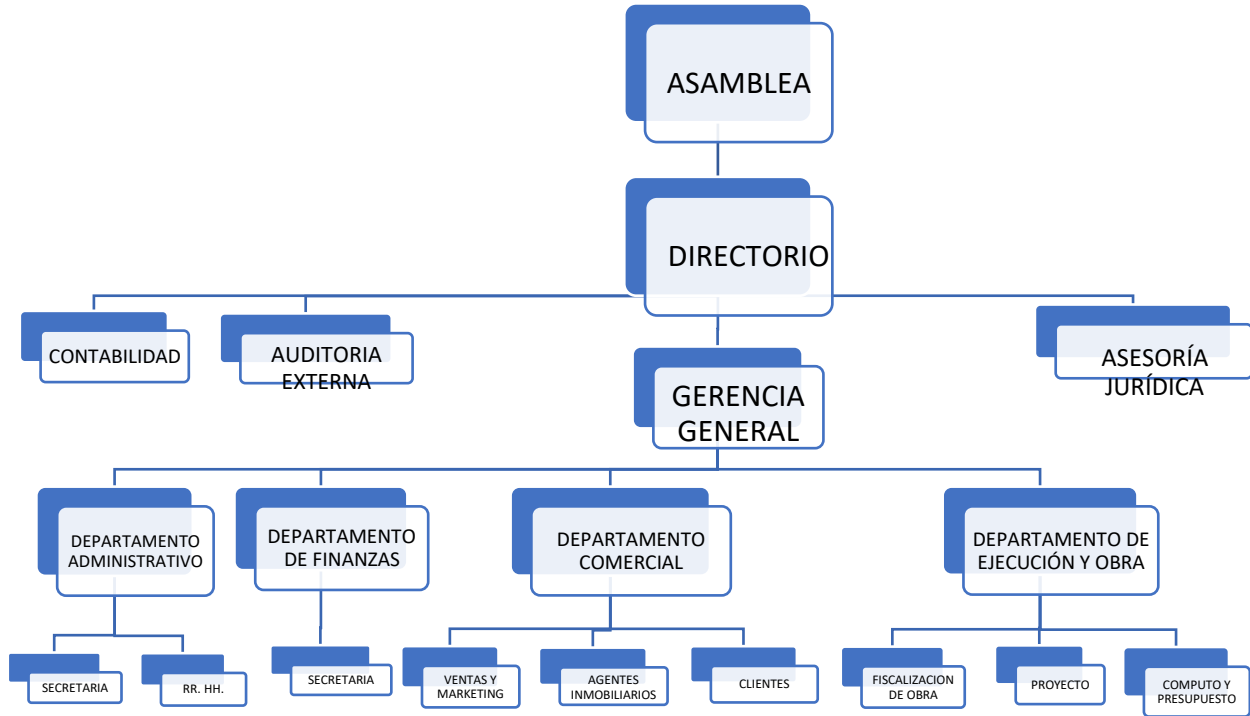 ASAMBLEA
DIRECTORIO
CONTABILIDAD
AUDITORIA
EXTERNA
ASESORÍA
JURÍDICA
GERENCIA
GENERAL
DEPARTAMENTO
ADMINISTRATIVO
DEPARTAMENTO
DE FINANZAS
DEPARTAMENTO
COMERCIAL
DEPARTAMENTO DE
EJECUCIÓN Y OBRA
SECRETARIA
RR. HH.
SECRETARIA
VENTAS Y
MARKETING
AGENTES
INMOBILIARIOS
CLIENTES
FISCALIZACION
DE OBRA
PROYECTO
COMPUTO Y
PRESUPUESTO